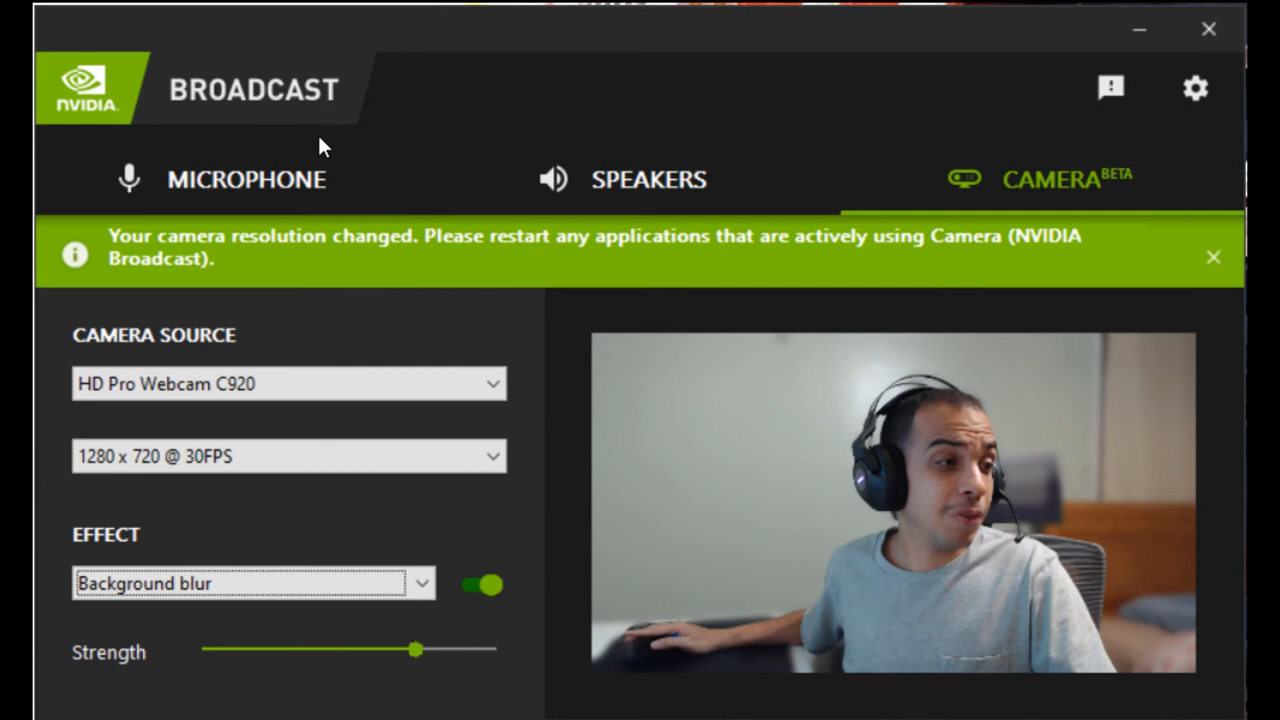 NVIDIA.
BROADCAST
MICROPHONE
SPEAKERS
CAMERA BETA
Your camera resolution changed. Please restart any applications that are actively using Camera (NVIDIA
Broadcast).
CAMERA SOURCE
HD Pro Webcam C920
1280 x 720 @ 30FPS
EFFECT
Background blur
Strength